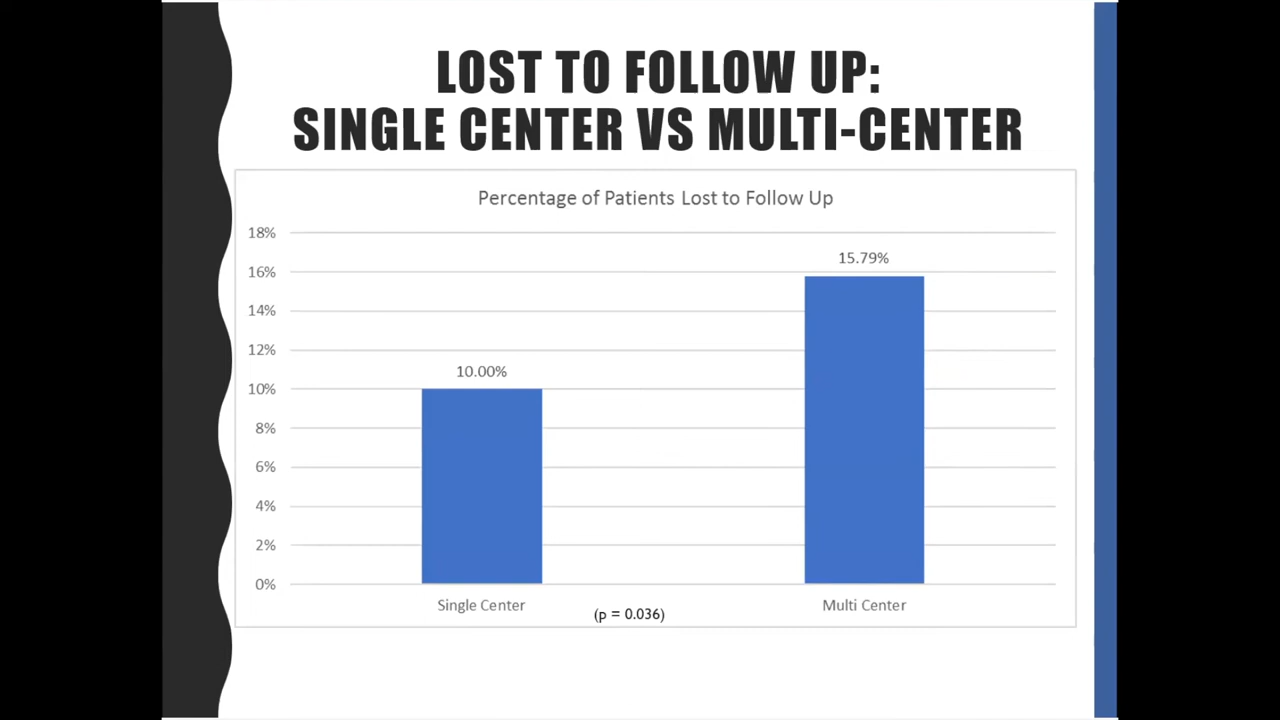 LOST TO FOLLOW UP:
SINGLE CENTER VS MULTI-CENTER
Percentage of Patients Lost to Follow Up
18%
16%
14%
12%
10%
8%
6%
4%
2%
0%
10.00%
15.79%
Single Center
Multi Center
(p = 0.036)